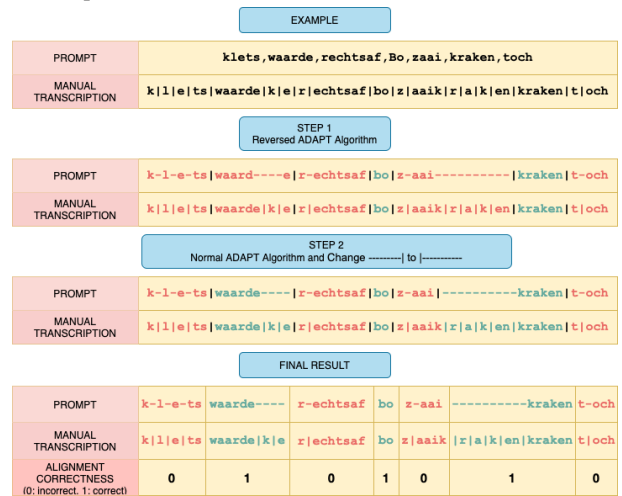 EXAMPLE
PROMPT klets,waarde,rechtsaf,Bo,zaai,kraken,toch
MANUAL TRANSCRIPTION k|l|e|ts|waarde|k|e|r|echtsaf|bo|z|aaik|r|a|k|en|kraken|t|och
STEP 1
Reversed ADAPT Algorithm
PROMPT k-l-e-ts|waard----e|r-echtsaf|bo|z-aai----------|kraken|t-och
MANUAL TRANSCRIPTION k|l|e|ts|waarde|k|e|r|echtsaf|bo|z|aaik|r|a|k|en|kraken|t|och
STEP 2
Normal ADAPT Algorithm and Change ---------| to |-----------
PROMPT k-l-e-ts|waarde----|r-echtsaf|bo|z-aai|----------kraken|t-och
MANUAL TRANSCRIPTION k|l|e|ts|waarde|k|e|r|echtsaf|bo|z|aaik|r|a|k|en|kraken|t|och
FINAL RESULT
PROMPT k-l-e-ts waarde---- r-echtsaf bo z-aai ----------kraken t-och
MANUAL TRANSCRIPTION k|l|e|ts waarde|k|e r|echtsaf bo z|aaik |r|a|k|en|kraken t|och
ALIGNMENT CORRECTNESS (0: incorrect, 1: correct) 0 1 0 1 0 1 0